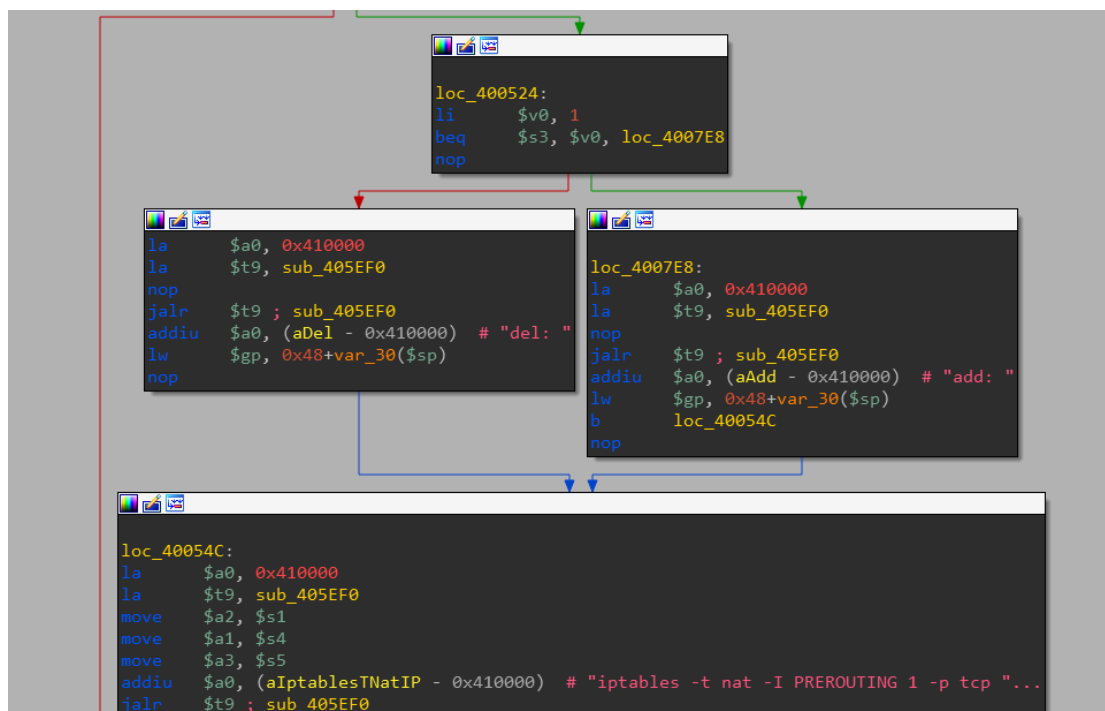 loc_400524:
li $v0, 1
beq $s3, $v0, loc_4007E8
nop
la $a0, 0x410000
la $t9, sub_405EF0
nop
jalr $t9 ; sub_405EF0
addiu $a0, (aDel - 0x410000) # "del: "
lw $gp, 0x48+var_30($sp)
nop
loc_4007E8:
la $a0, 0x410000
la $t9, sub_405EF0
nop
jalr $t9 ; sub_405EF0
addiu $a0, (aAdd - 0x410000) # "add: "
lw $gp, 0x48+var_30($sp)
b loc_40054C
nop
loc_40054C:
la $a0, 0x410000
la $t9, sub_405EF0
move $a2, $s1
move $a1, $s4
move $a3, $s5
addiu $a0, (aIptablesTNatIP - 0x410000) # "iptables -t nat -I PREROUTING 1 -p tcp "...
jalr $t9 ; sub_405EF0